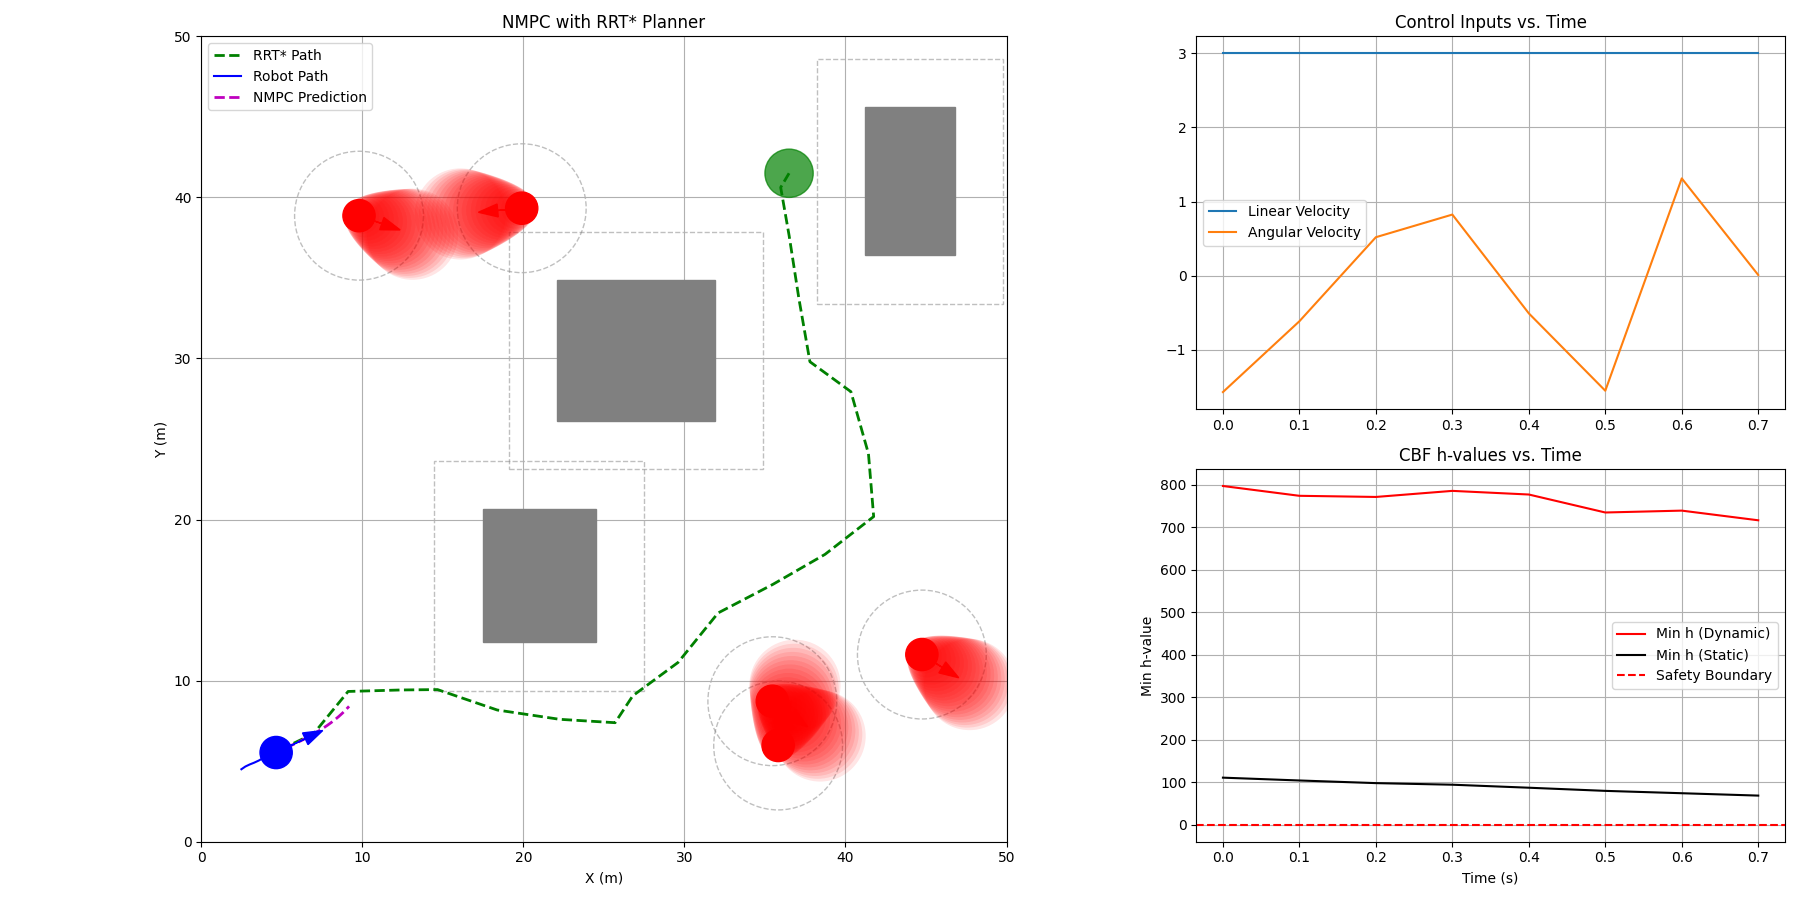 NMPC with RRT* Planner
RRT* Path
Robot Path
NMPC Prediction
50
40
30
20
10
0
Y (m)
0 10 20 30 40 50
X (m)
Control Inputs vs. Time
3
2
1
0
−1
Linear Velocity
Angular Velocity
0.0 0.1 0.2 0.3 0.4 0.5 0.6 0.7
CBF h-values vs. Time
800
700
600
500
400
300
200
100
0
Min h-value
Min h (Dynamic)
Min h (Static)
Safety Boundary
0.0 0.1 0.2 0.3 0.4 0.5 0.6 0.7
Time (s)